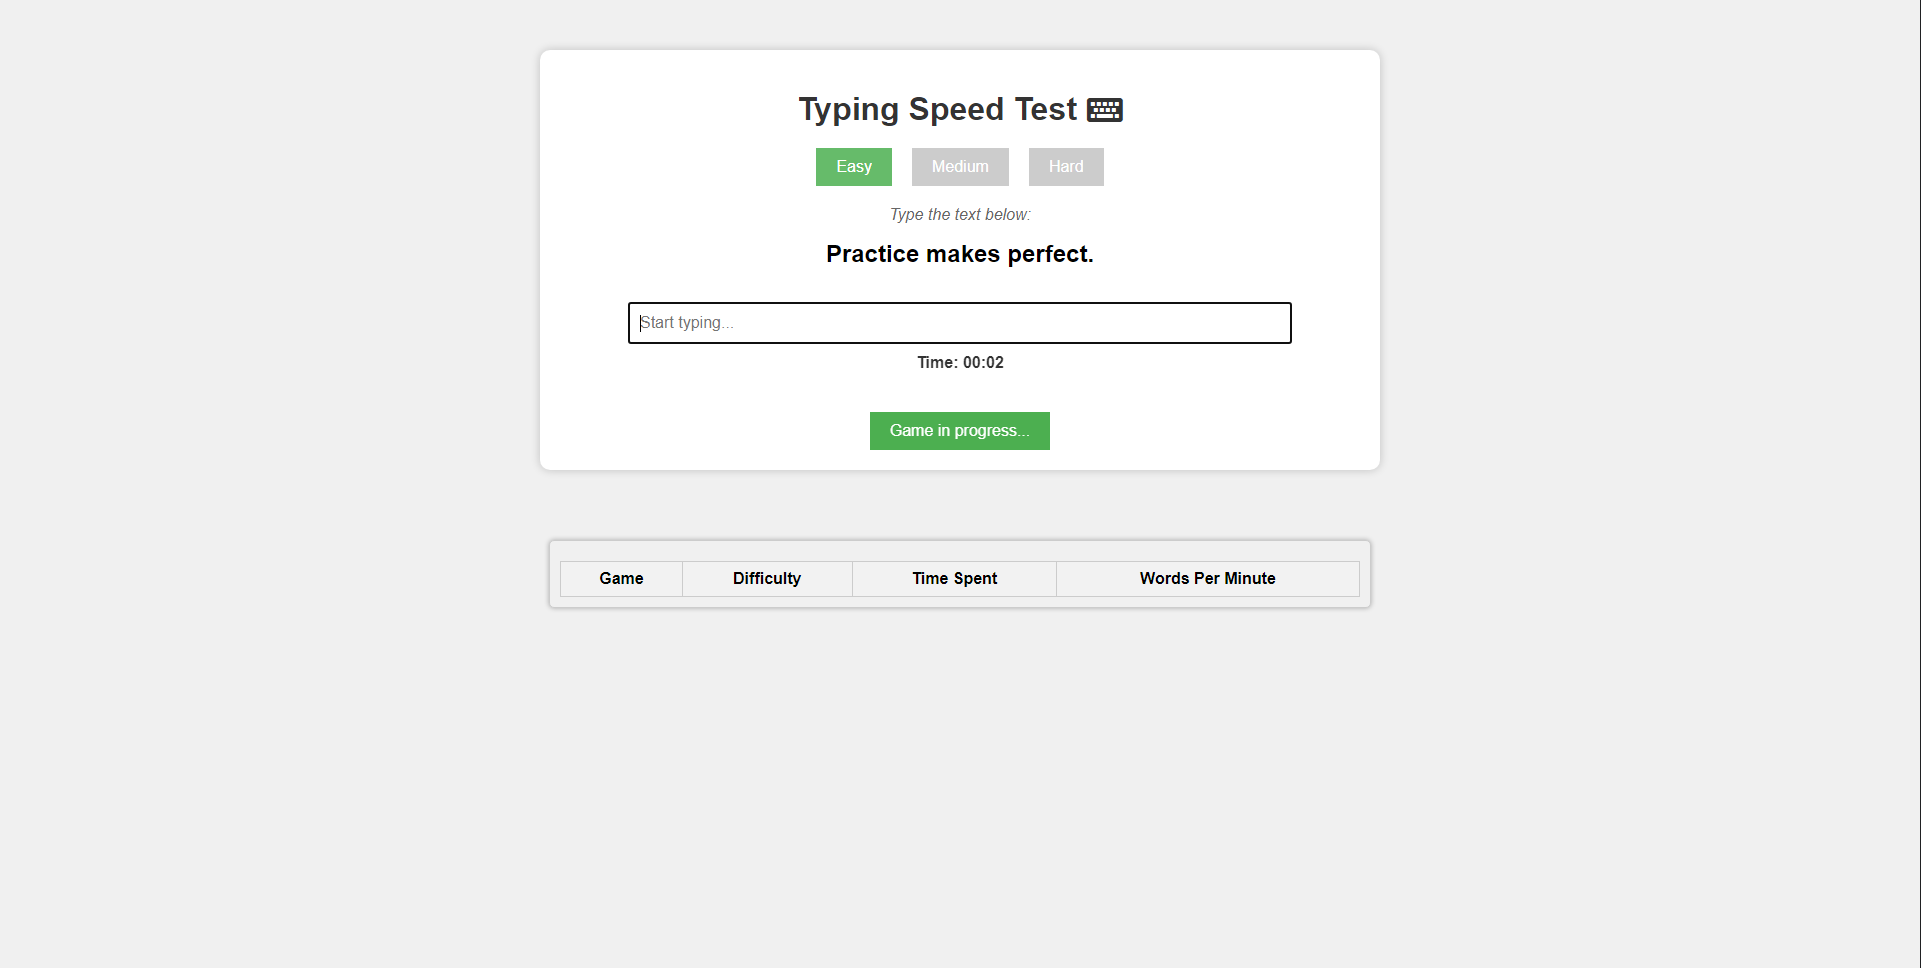 Typing Speed Test
Easy Medium Hard
Type the text below:
Practice makes perfect.
Start typing...
Time: 00:02
Game in progress...
Game Difficulty Time Spent Words Per Minute